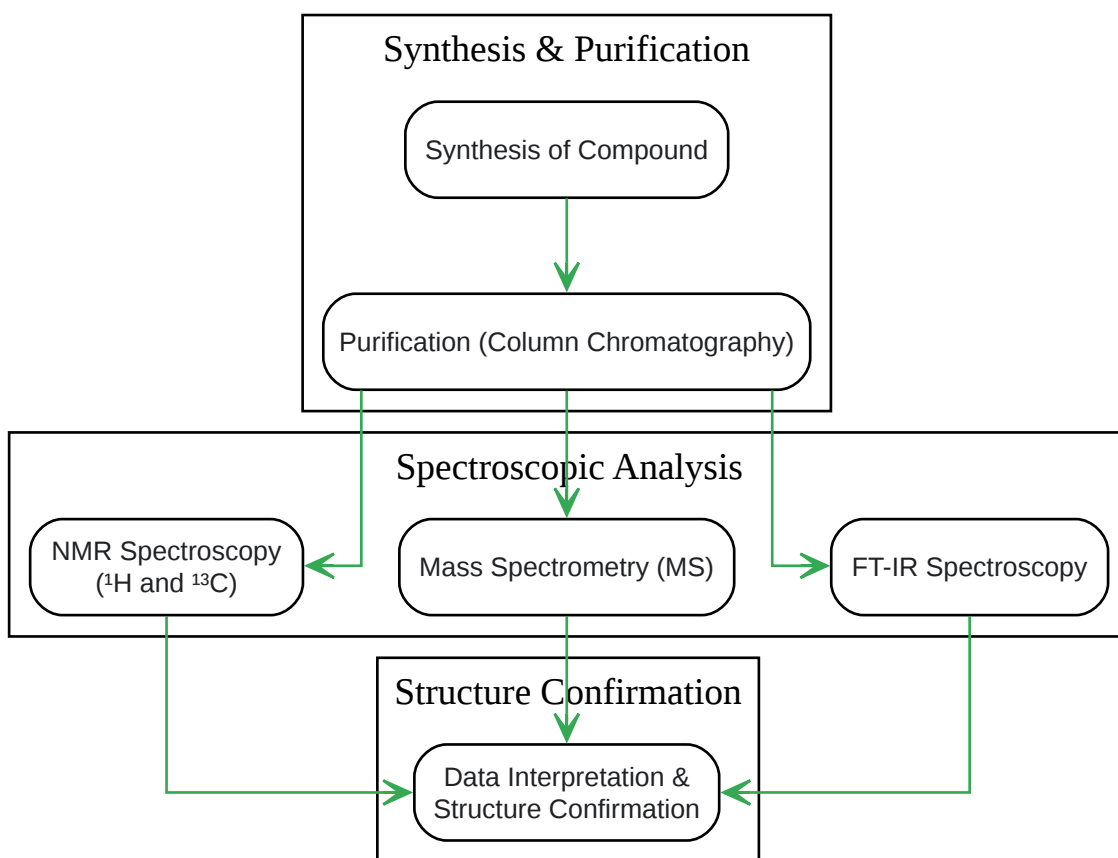 Synthesis & Purification
Synthesis of Compound
Purification (Column Chromatography)
Spectroscopic Analysis
NMR Spectroscopy
(¹H and ¹³C)
Mass Spectrometry (MS)
FT-IR Spectroscopy
Structure Confirmation
Data Interpretation &
Structure Confirmation